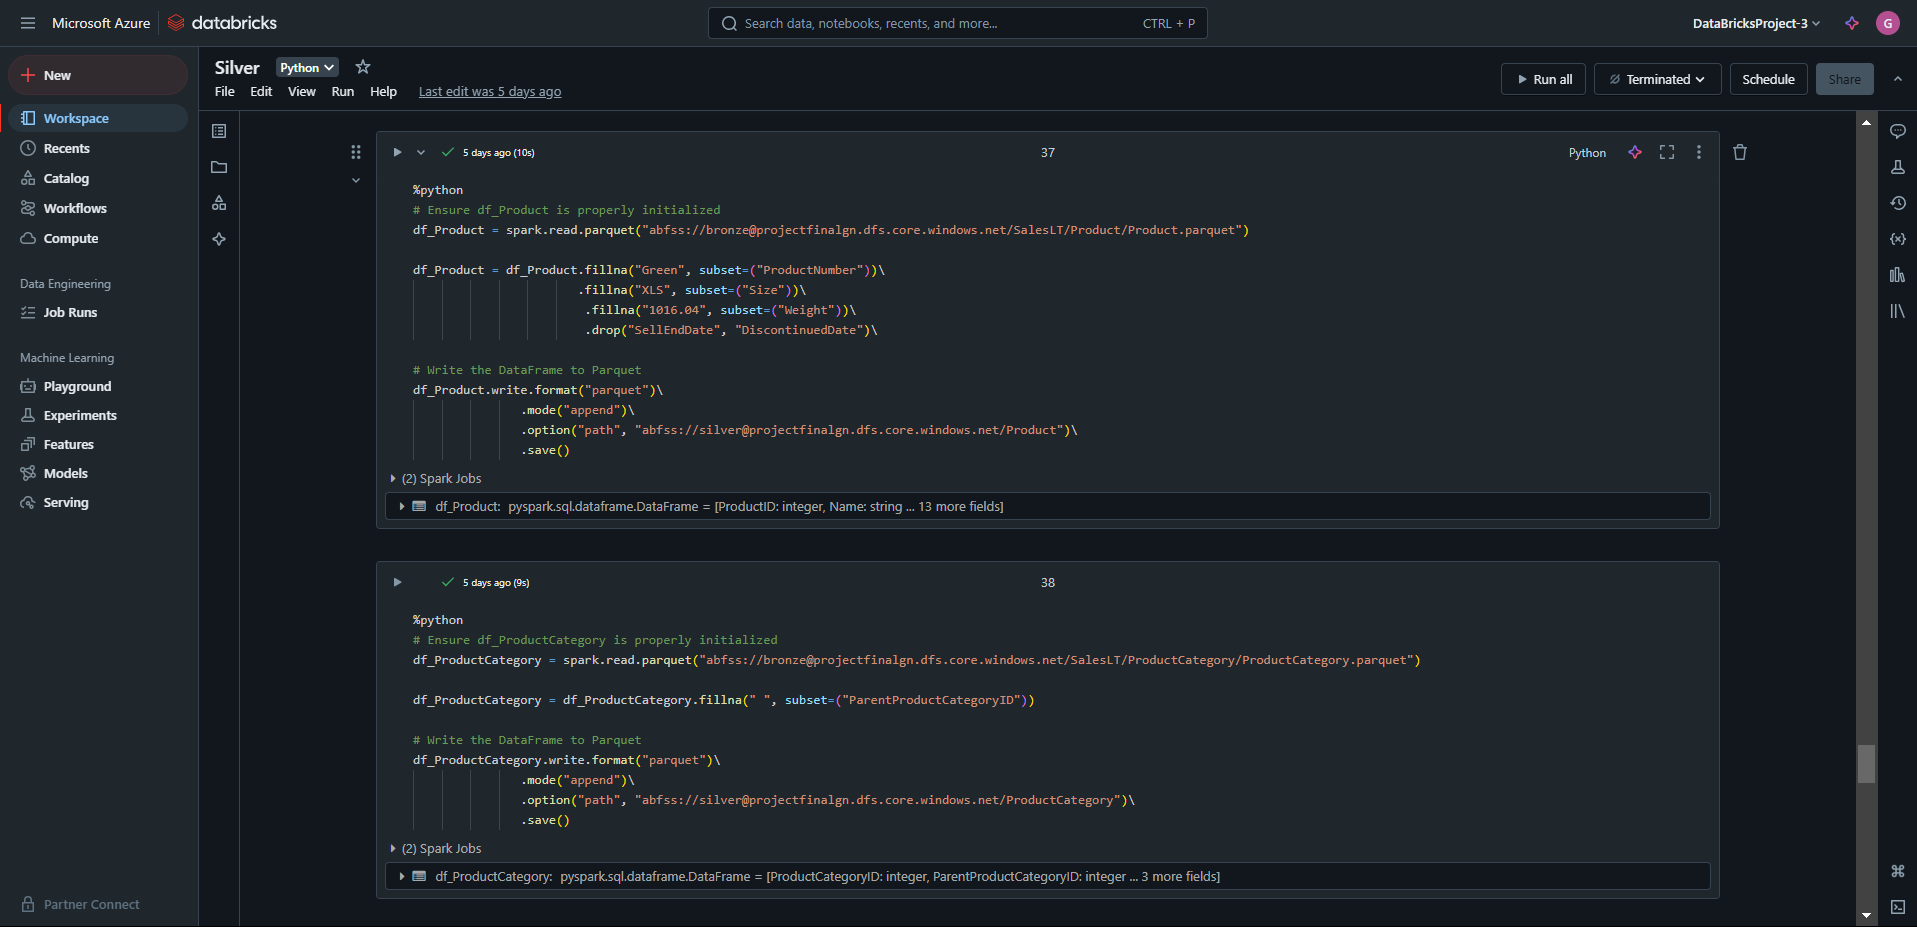 Microsoft Azure databricks
Search data, notebooks, recents, and more... CTRL + P
DataBricksProject-3 G
New
Workspace
Recents
Catalog
Workflows
Compute
Data Engineering
Job Runs
Machine Learning
Playground
Experiments
Features
Models
Serving
Partner Connect
Silver Python
File Edit View Run Help Last edit was 5 days ago
Run all Terminated Schedule Share
5 days ago (10s) 37 Python
%python
# Ensure df_Product is properly initialized
df_Product = spark.read.parquet("abfss://bronze@projectfinalgn.dfs.core.windows.net/SalesLT/Product/Product.parquet")
df_Product = df_Product.fillna("Green", subset=("ProductNumber"))\
.fillna("XLS", subset=("Size"))\
.fillna("1016.04", subset=("Weight"))\
.drop("SellEndDate", "DiscontinuedDate")\
# Write the DataFrame to Parquet
df_Product.write.format("parquet")\
.mode("append")\
.option("path", "abfss://silver@projectfinalgn.dfs.core.windows.net/Product")\
.save()
(2) Spark Jobs
df_Product: pyspark.sql.dataframe.DataFrame = [ProductID: integer, Name: string ... 13 more fields]
5 days ago (9s) 38
%python
# Ensure df_ProductCategory is properly initialized
df_ProductCategory = spark.read.parquet("abfss://bronze@projectfinalgn.dfs.core.windows.net/SalesLT/ProductCategory/ProductCategory.parquet")
df_ProductCategory = df_ProductCategory.fillna(" ", subset=("ParentProductCategoryID"))
# Write the DataFrame to Parquet
df_ProductCategory.write.format("parquet")\
.mode("append")\
.option("path", "abfss://silver@projectfinalgn.dfs.core.windows.net/ProductCategory")\
.save()
(2) Spark Jobs
df_ProductCategory: pyspark.sql.dataframe.DataFrame = [ProductCategoryID: integer, ParentProductCategoryID: integer ... 3 more fields]